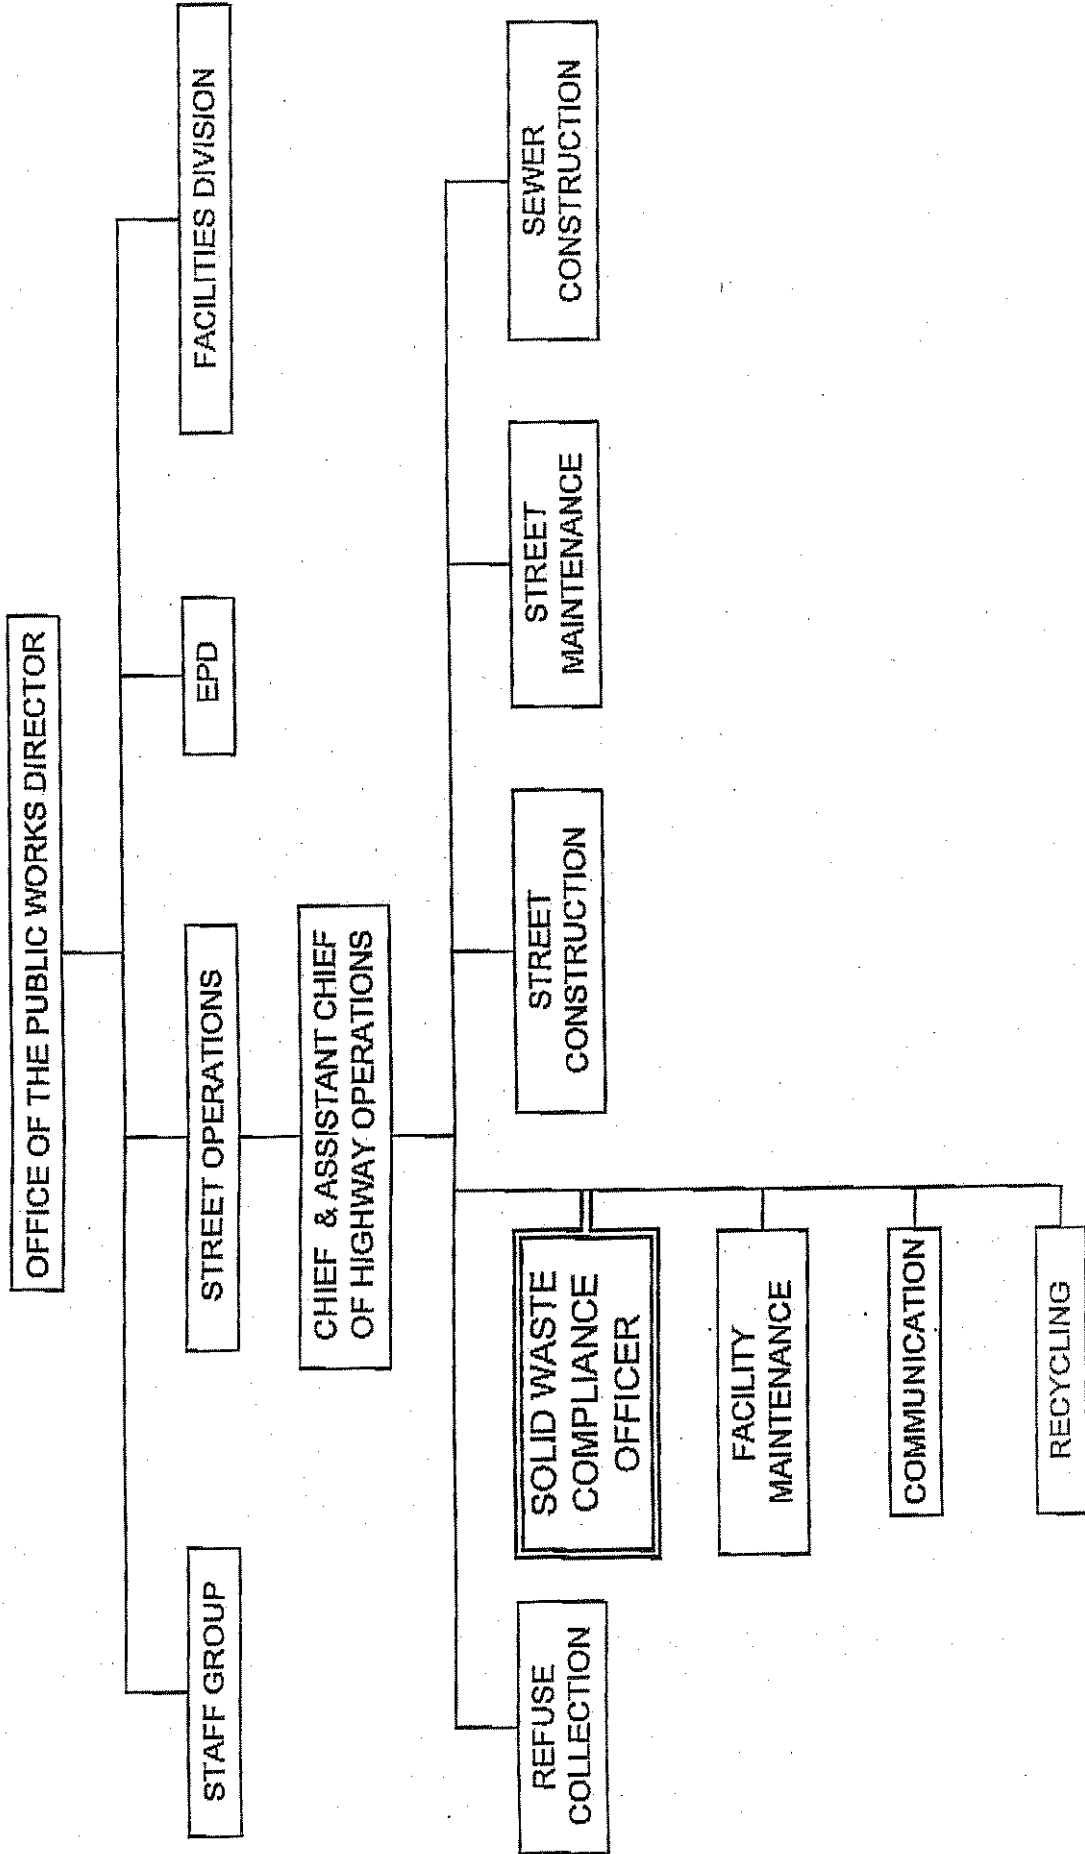 OFFICE OF THE PUBLIC WORKS DIRECTOR
STAFF GROUP
STREET OPERATIONS
EPD
FACILITIES DIVISION
CHIEF & ASSISTANT CHIEF
OF HIGHWAY OPERATIONS
REFUSE
COLLECTION
SOLID WASTE
COMPLIANCE
OFFICER
STREET
CONSTRUCTION
STREET
MAINTENANCE
SEWER
CONSTRUCTION
FACILITY
MAINTENANCE
COMMUNICATION
RECYCLING